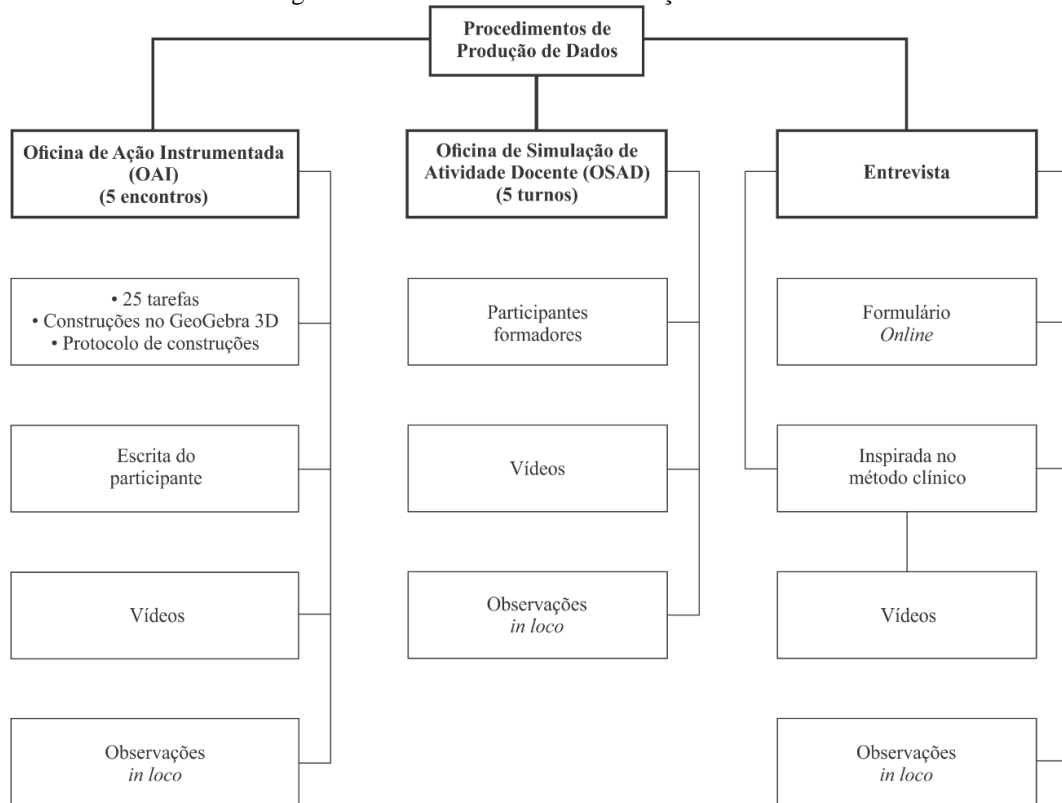 Procedimentos de
Produção de Dados
Oficina de Ação Instrumentada
(OAI)
(5 encontros)
• 25 tarefas
• Construções no GeoGebra 3D
• Protocolo de construções
Escrita do
participante
Vídeos
Observações
in loco
Oficina de Simulação de
Atividade Docente (OSAD)
(5 turnos)
Participantes
formadores
Vídeos
Observações
in loco
Entrevista
Formulário
Online
Inspirada no
método clínico
Vídeos
Observações
in loco